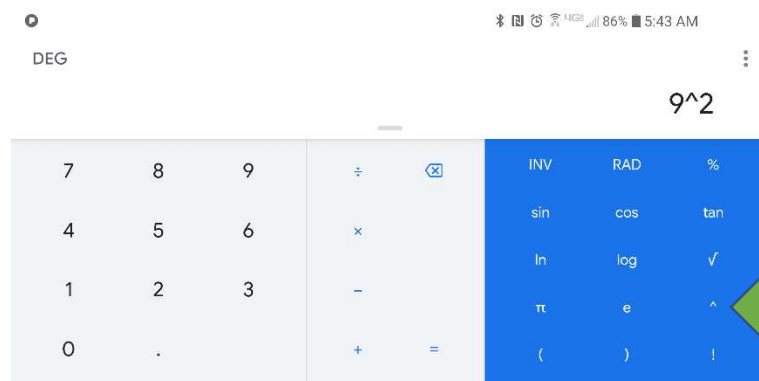 4G 86% 5:43 AM
DEG
9^2
7 8 9 ÷ INV RAD %
4 5 6 × sin cos tan
1 2 3 − ln log √
0 . + = π e ^
( ) !